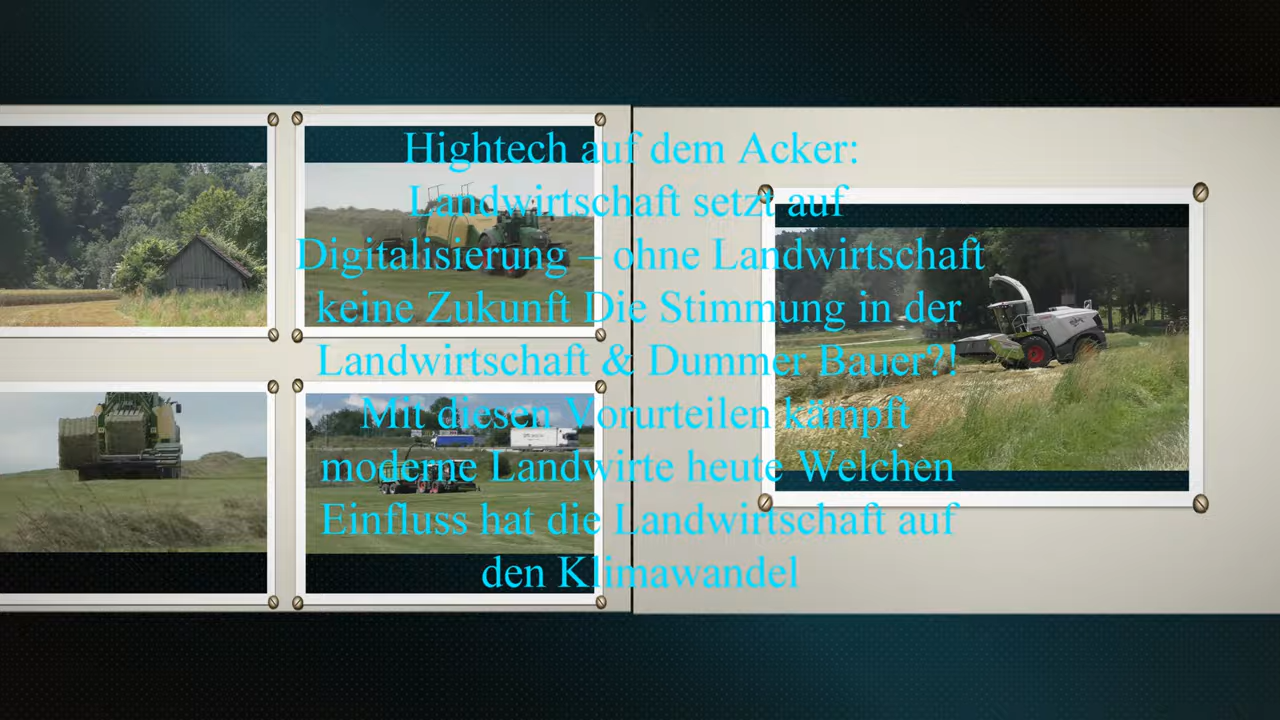 Hightech auf dem Acker:
Landwirtschaft setzt auf
Digitalisierung – ohne Landwirtschaft
keine Zukunft Die Stimmung in der
Landwirtschaft & Dummer Bauer?!
Mit diesen Vorurteilen kämpft
moderne Landwirte heute Welchen
Einfluss hat die Landwirtschaft auf
den Klimawandel